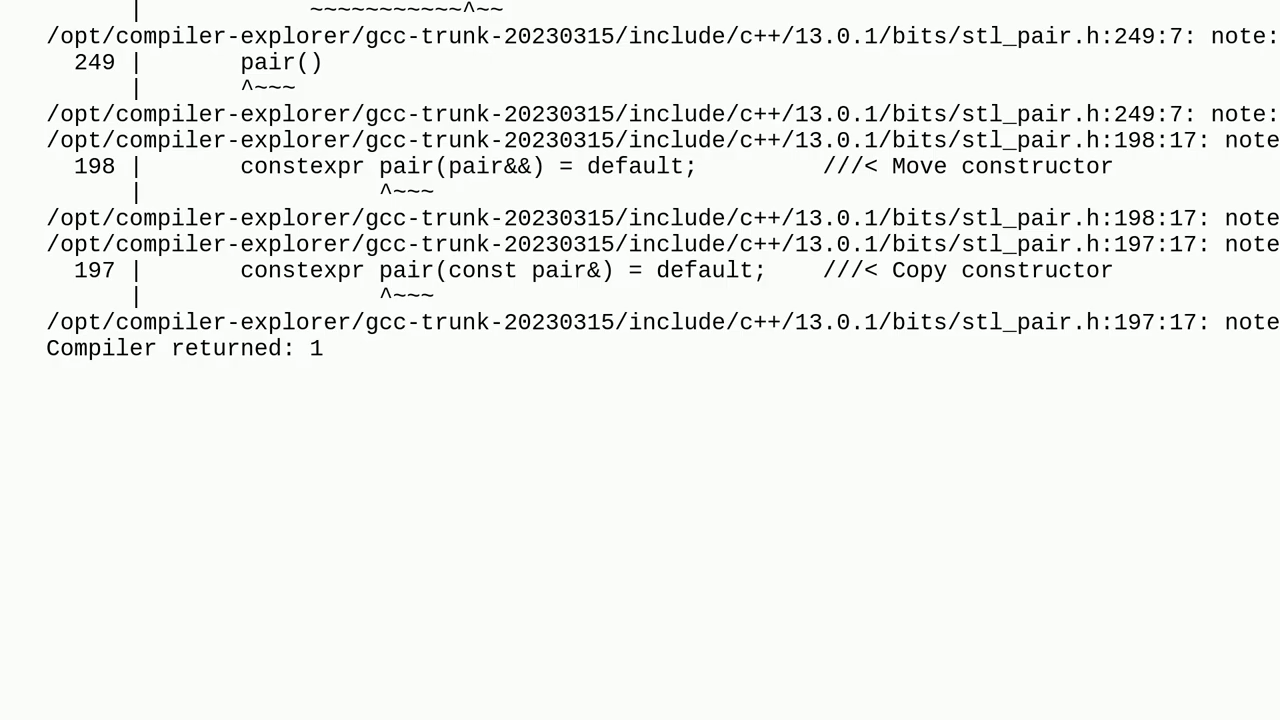 | ~~~~~~~~~~~^~~
/opt/compiler-explorer/gcc-trunk-20230315/include/c++/13.0.1/bits/stl_pair.h:249:7: note:
249 | pair()
| ^~~~
/opt/compiler-explorer/gcc-trunk-20230315/include/c++/13.0.1/bits/stl_pair.h:249:7: note:
/opt/compiler-explorer/gcc-trunk-20230315/include/c++/13.0.1/bits/stl_pair.h:198:17: note
198 | constexpr pair(pair&&) = default; ///< Move constructor
| ^~~~
/opt/compiler-explorer/gcc-trunk-20230315/include/c++/13.0.1/bits/stl_pair.h:198:17: note
/opt/compiler-explorer/gcc-trunk-20230315/include/c++/13.0.1/bits/stl_pair.h:197:17: note
197 | constexpr pair(const pair&) = default; ///< Copy constructor
| ^~~~
/opt/compiler-explorer/gcc-trunk-20230315/include/c++/13.0.1/bits/stl_pair.h:197:17: note
Compiler returned: 1